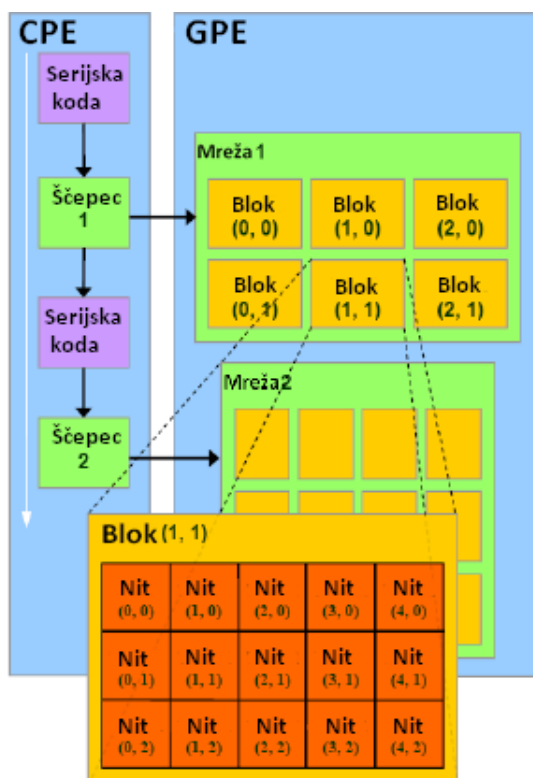 CPE
GPE
Serijska
koda
Ščepec
1
Serijska
koda
Ščepec
2
Mreža 1
Blok
(0, 0)
Blok
(1, 0)
Blok
(2, 0)
Blok
(0, 1)
Blok
(1, 1)
Blok
(2, 1)
Mreža 2
Blok (1, 1)
Nit
(0, 0)
Nit
(1, 0)
Nit
(2, 0)
Nit
(3, 0)
Nit
(4, 0)
Nit
(0, 1)
Nit
(1, 1)
Nit
(2, 1)
Nit
(3, 1)
Nit
(4, 1)
Nit
(0, 2)
Nit
(1, 2)
Nit
(2, 2)
Nit
(3, 2)
Nit
(4, 2)